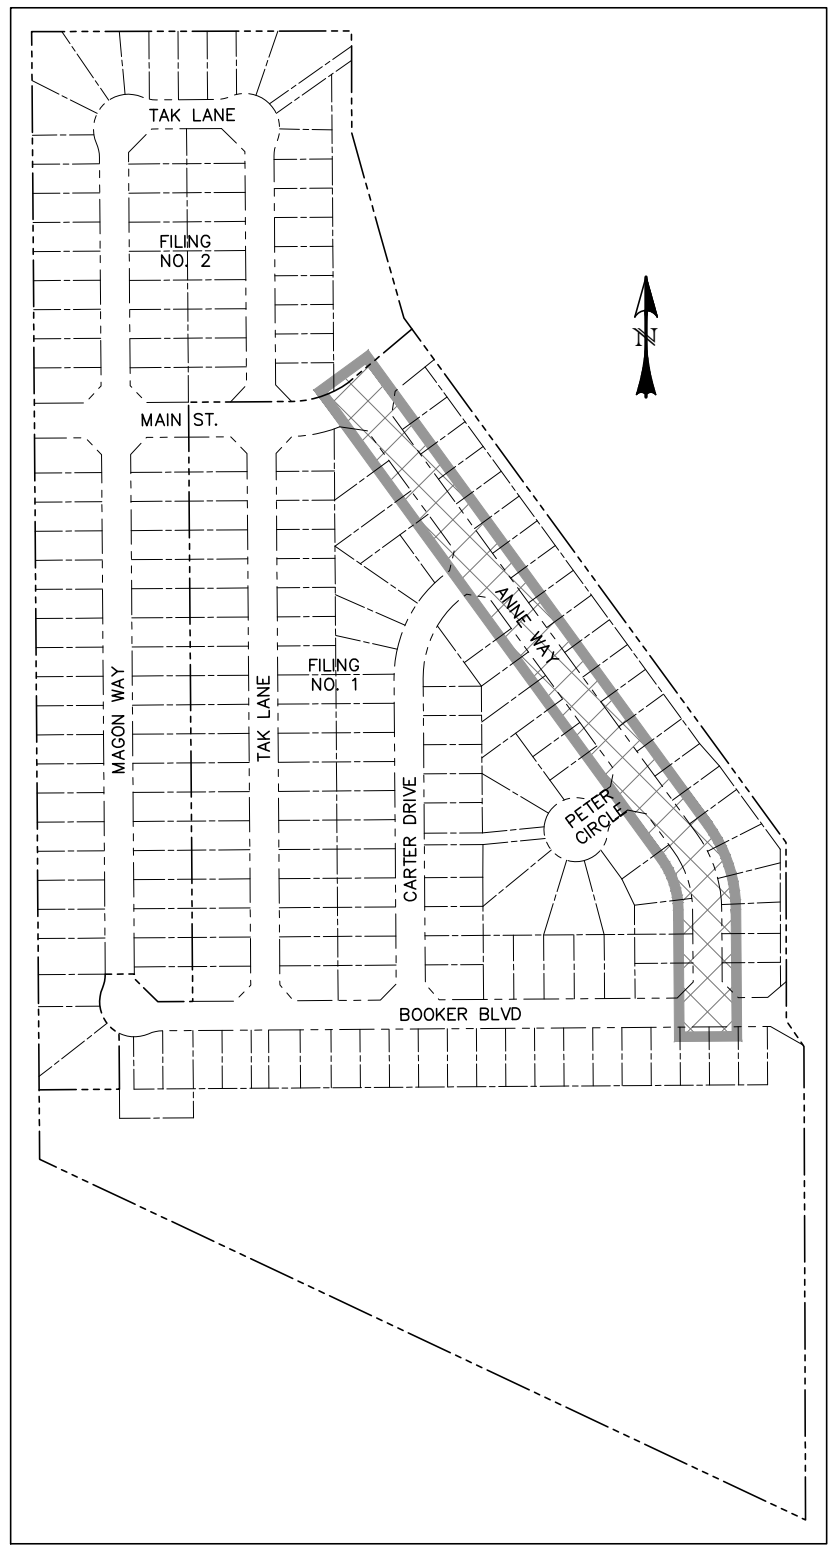 TAK LANE
FILING
NO. 2
N
MAIN ST.
ANNE WAY
FILING
NO. 1
MAGON WAY
TAK LANE
CARTER DRIVE
PETER
CIRCLE
BOOKER BLVD